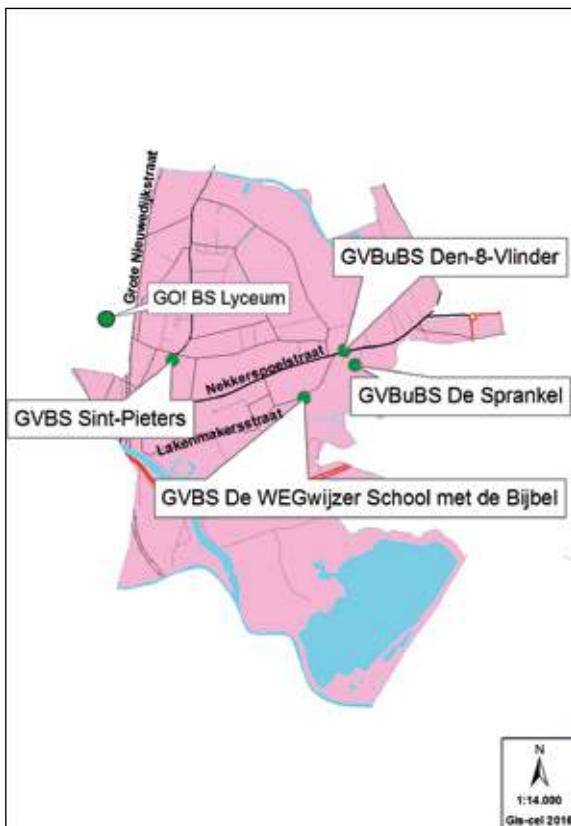 Grote Nieuwedijkstraat
GVBuBS Den-8-Vlinder
GO! BS Lyceum
Nekkerspoelstraat
GVBuBS De Sprankel
GVBS Sint-Pieters
Lakenmakersstraat
GVBS De WEGwijzer School met de Bijbel
N
1:14.000
Gis-cel 2016